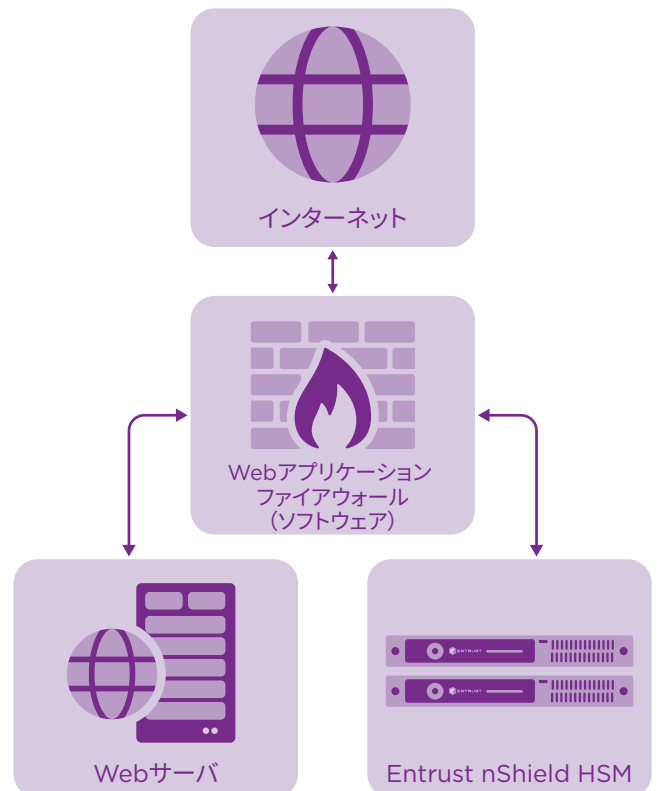 インターネット
Webアプリケーション
ファイアウォール
（ソフトウェア）
Webサーバ
ENTRUST
ENTRUST
Entrust nShield HSM